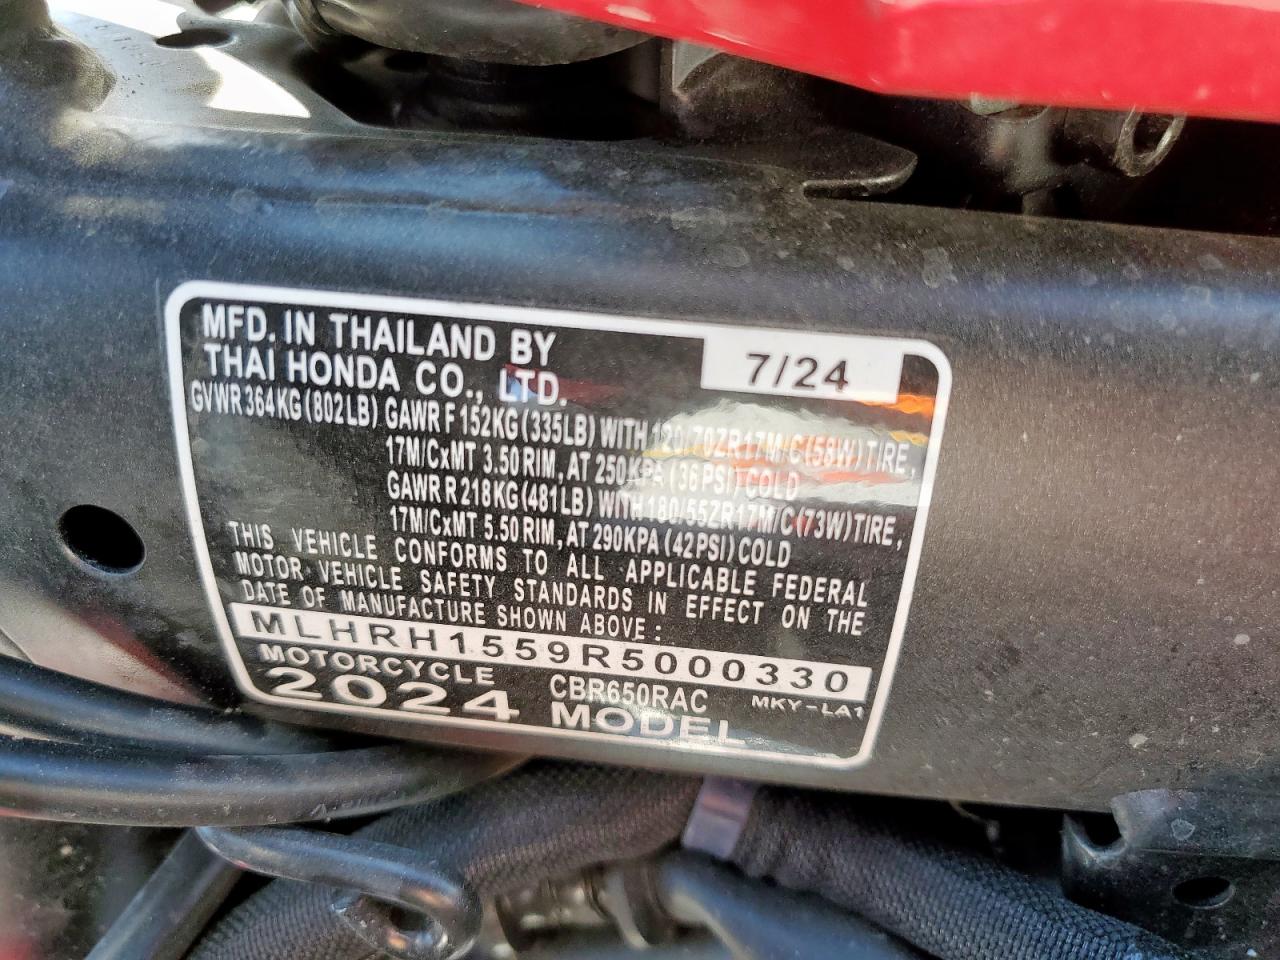 MFD. IN THAILAND BY
7/24
THAI HONDA CO., LTD.
GVWR 364KG (802LB) GAWR F 152KG (335LB) WITH 120/70ZR17M/C (58W) TIRE,
17M/CxMT 3.50 RIM, AT 250KPA (36PSI) COLD
GAWR R 218KG (481LB) WITH 180/55ZR17M/C (73W) TIRE,
17M/CxMT 5.50 RIM, AT 290KPA (42PSI) COLD
THIS VEHICLE CONFORMS TO ALL APPLICABLE FEDERAL
MOTOR VEHICLE SAFETY STANDARDS IN EFFECT ON THE
DATE OF MANUFACTURE SHOWN ABOVE:
MLHRH1559R5000330
MOTORCYCLE CBR650RAC MKY-LA1
2024 MODEL